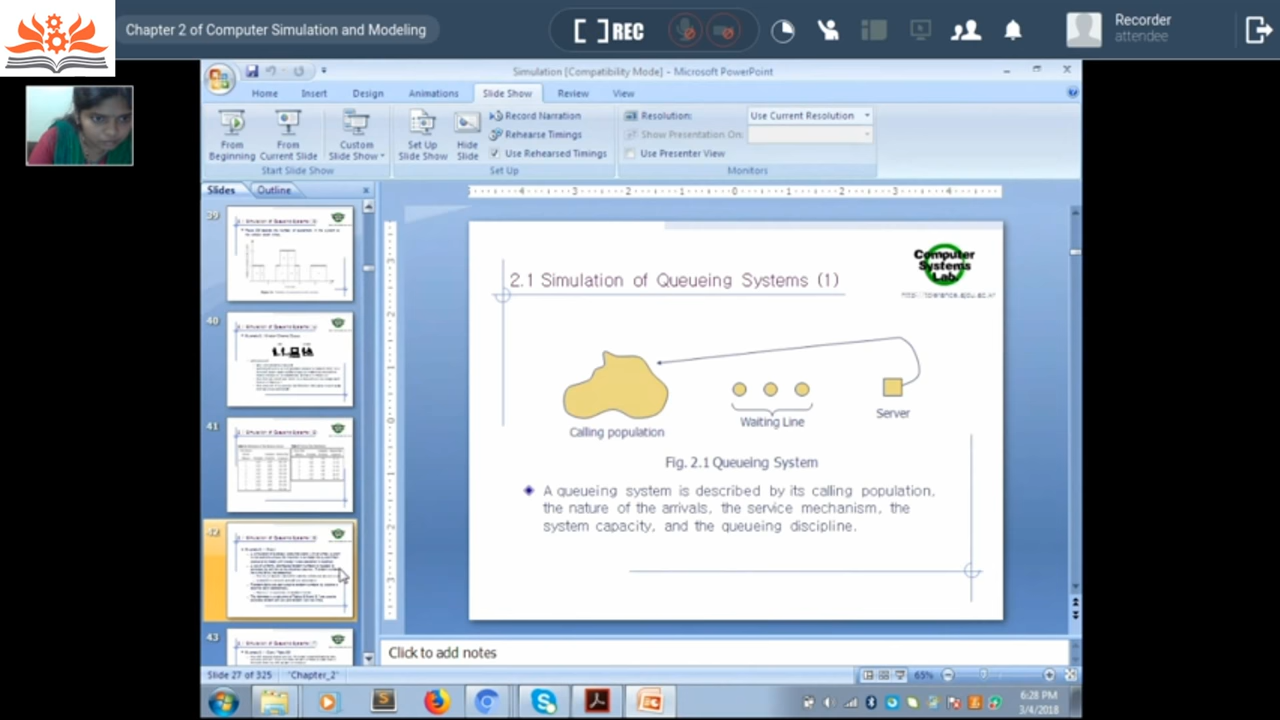 Chapter 2 of Computer Simulation and Modeling
[ ]REC
Recorder
attendee
Simulation [Compatibility Mode] - Microsoft PowerPoint
Home Insert Design Animations Slide Show Review View
From Beginning
From Current Slide
Custom Slide Show
Set Up Slide Show
Hide Slide
Record Narration
Rehearse Timings
Use Rehearsed Timings
Resolution: Use Current Resolution
Show Presentation On:
Use Presenter View
Start Slide Show Set Up Monitors
Slides Outline
39
40
41
42
43
Computer
Systems
Lab
2.1 Simulation of Queueing Systems (1)
Calling population
Waiting Line
Server
Fig. 2.1 Queueing System
A queueing system is described by its calling population,
the nature of the arrivals, the service mechanism, the
system capacity, and the queueing discipline.
Click to add notes
Slide 27 of 325 "Chapter_2" 65%
6:28 PM
3/4/2018